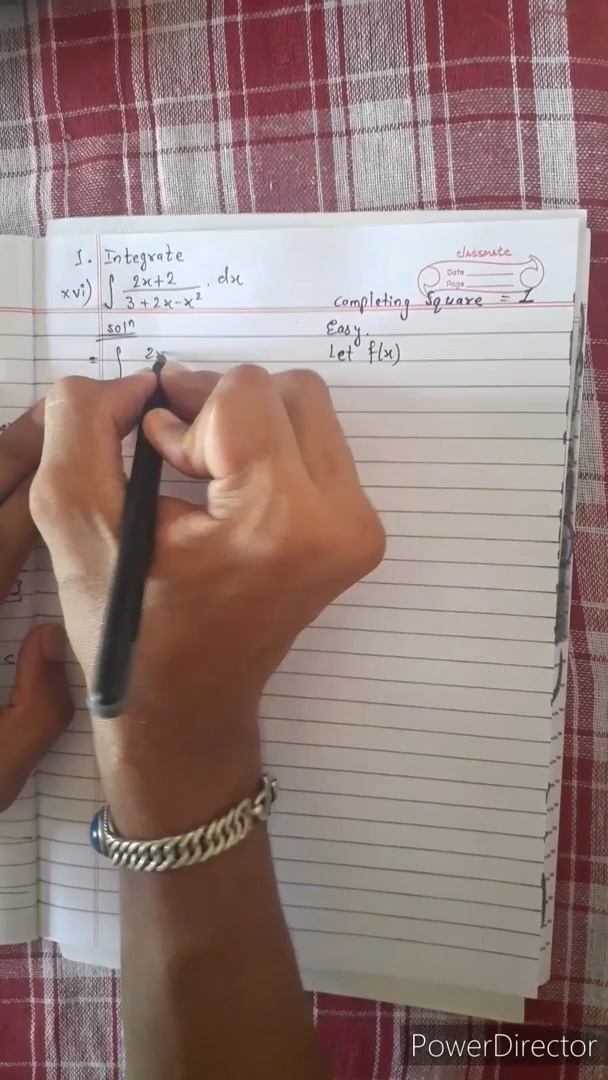 I. Integrate
xvi) ∫ 2x+2 / 3+2x-x² . dx
classmate
Date
Page
Completing Square = I
Easy.
Let f(x)
solⁿ
= ∫ 2x
PowerDirector